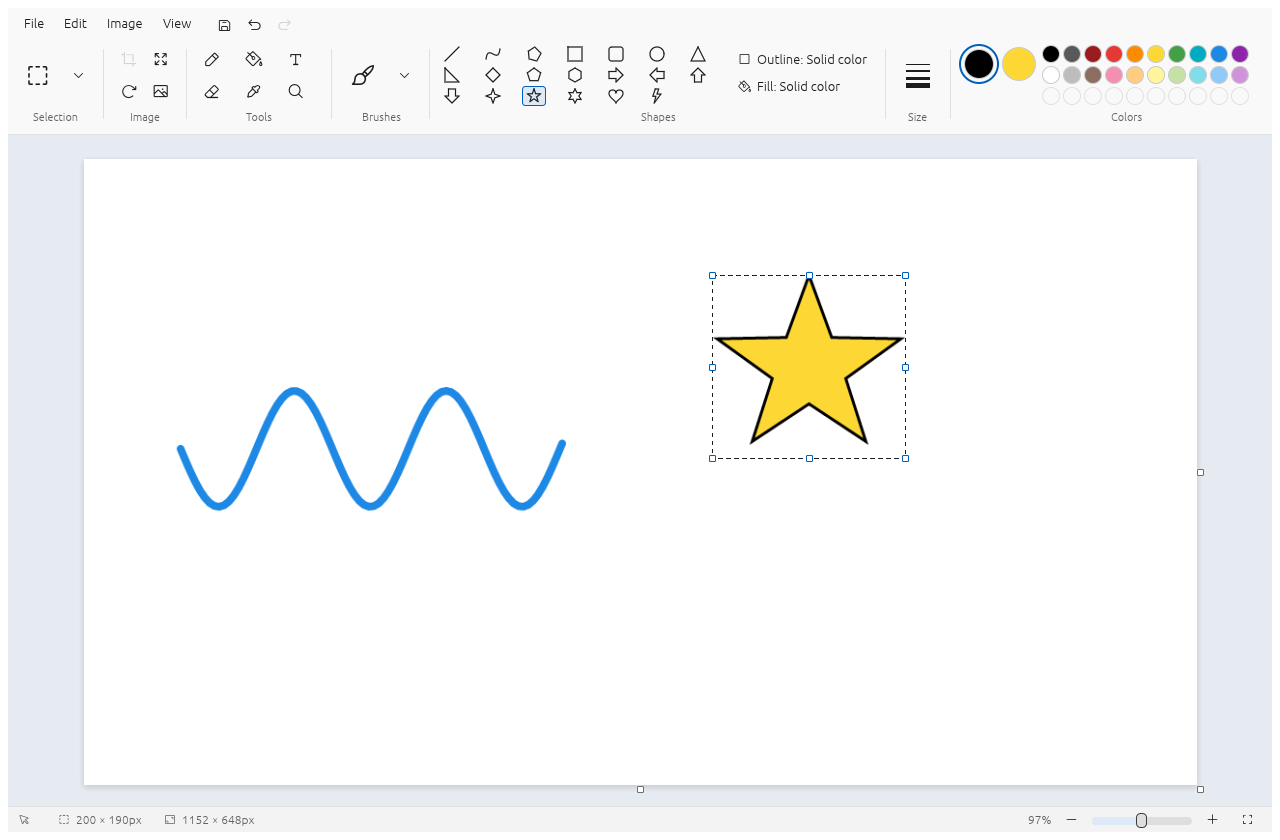 File Edit Image View
Outline: Solid color
Fill: Solid color
Selection Image Tools Brushes Shapes Size Colors
200 × 190px 1152 × 648px 97%